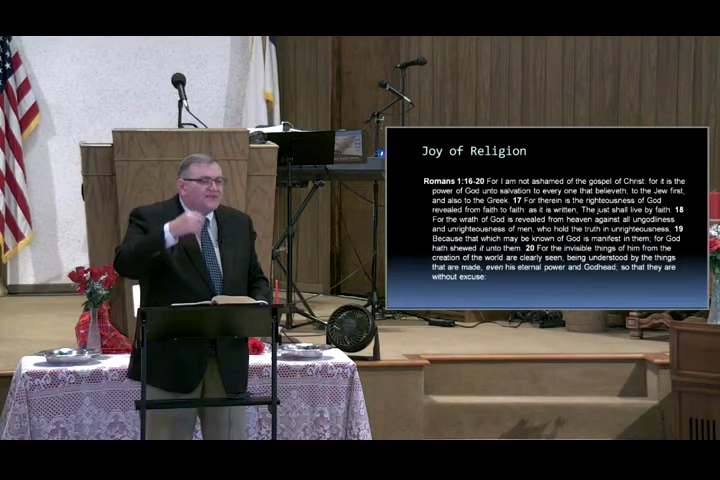 Joy of Religion
Romans 1:16-20 For I am not ashamed of the gospel of Christ: for it is the
power of God unto salvation to every one that believeth; to the Jew first,
and also to the Greek. 17 For therein is the righteousness of God
revealed from faith to faith: as it is written, The just shall live by faith. 18
For the wrath of God is revealed from heaven against all ungodliness
and unrighteousness of men, who hold the truth in unrighteousness; 19
Because that which may be known of God is manifest in them; for God
hath shewed it unto them. 20 For the invisible things of him from the
creation of the world are clearly seen, being understood by the things
that are made, even his eternal power and Godhead; so that they are
without excuse: